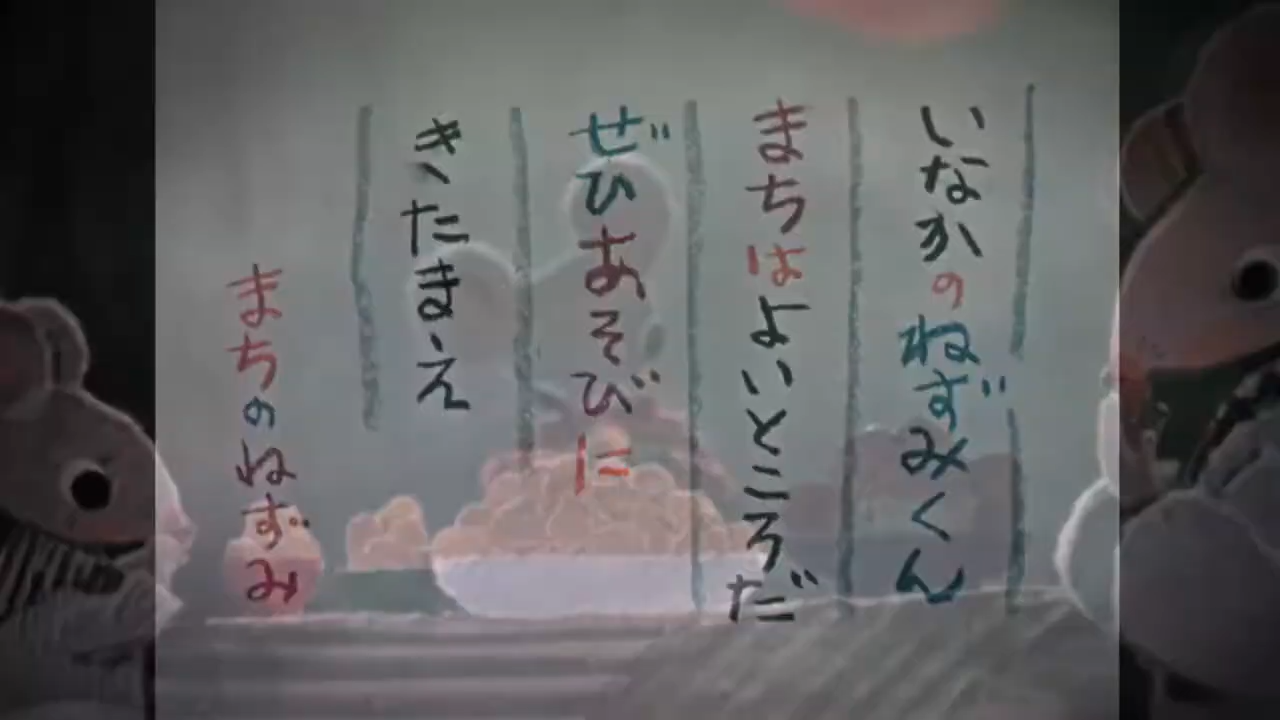 いなかのねずみくん
まちはよいところだ
ぜひあそびに
きたまえ
まちのねずみ